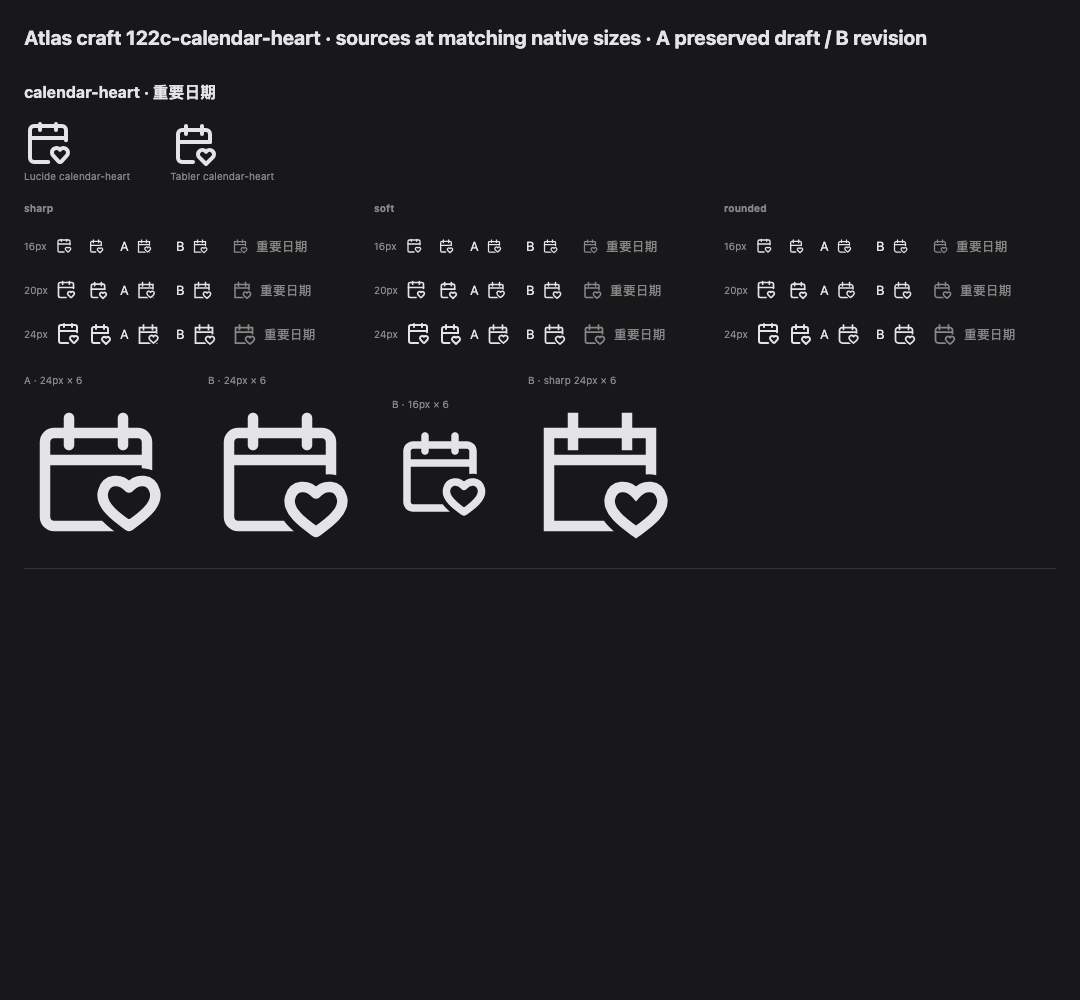 Atlas craft 122c-calendar-heart · sources at matching native sizes · A preserved draft / B revision
calendar-heart · 重要日期
Lucide calendar-heart Tabler calendar-heart
sharp soft rounded
16px A B 重要日期 16px A B 重要日期 16px A B 重要日期
20px A B 重要日期 20px A B 重要日期 20px A B 重要日期
24px A B 重要日期 24px A B 重要日期 24px A B 重要日期
A · 24px × 6 B · 24px × 6 B · sharp 24px × 6
B · 16px × 6